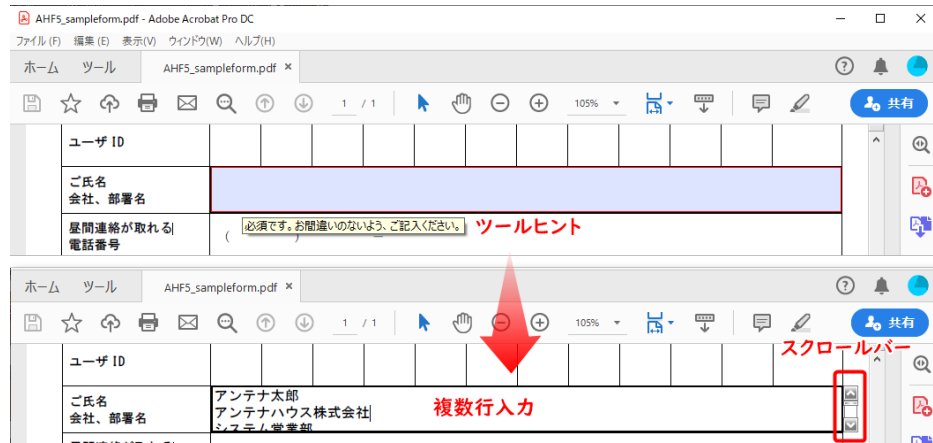 AHF5_sampleform.pdf - Adobe Acrobat Pro DC
ファイル(F) 編集(E) 表示(V) ウィンドウ(W) ヘルプ(H)
ホーム ツール AHF5_sampleform.pdf ×
1 / 1 105% 共有
ユーザ ID
ご氏名
会社、部署名
必須です。お間違いのないよう、ご記入ください。 ツールヒント
昼間連絡が取れる
電話番号 ( ) −
ホーム ツール AHF5_sampleform.pdf ×
1 / 1 105% 共有
スクロールバー
ユーザ ID
ご氏名
会社、部署名
アンテナ太郎
アンテナハウス株式会社
システム営業部
複数行入力